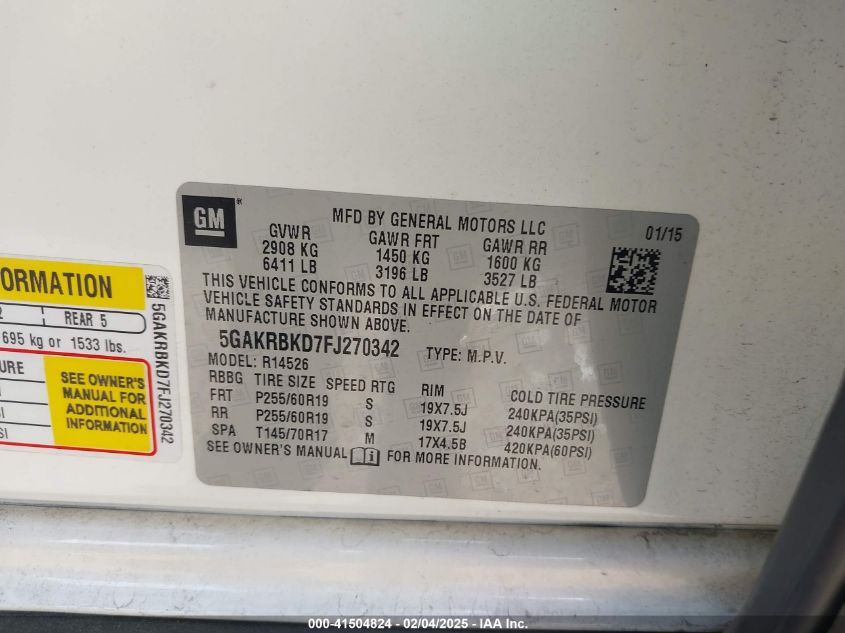 GM
®
MFD BY GENERAL MOTORS LLC
01/15
GVWR GAWR FRT GAWR RR
2908 KG 1450 KG 1600 KG
6411 LB 3196 LB 3527 LB
THIS VEHICLE CONFORMS TO ALL APPLICABLE U.S. FEDERAL MOTOR
VEHICLE SAFETY STANDARDS IN EFFECT ON THE DATE OF
MANUFACTURE SHOWN ABOVE.
5GAKRBKD7FJ270342 TYPE: M.P.V.
MODEL: R14526
RBBG TIRE SIZE SPEED RTG RIM COLD TIRE PRESSURE
FRT P255/60R19 S 19X7.5J 240KPA(35PSI)
RR P255/60R19 S 19X7.5J 240KPA(35PSI)
SPA T145/70R17 M 17X4.5B 420KPA(60PSI)
SEE OWNER'S MANUAL i FOR MORE INFORMATION.
ORMATION
2 REAR 5
695 kg or 1533 lbs.
URE
SI
SI
SI
SEE OWNER'S
MANUAL FOR
ADDITIONAL
INFORMATION
5GAKRBKD7FJ270342
000-41504824 - 02/04/2025 - IAA Inc.